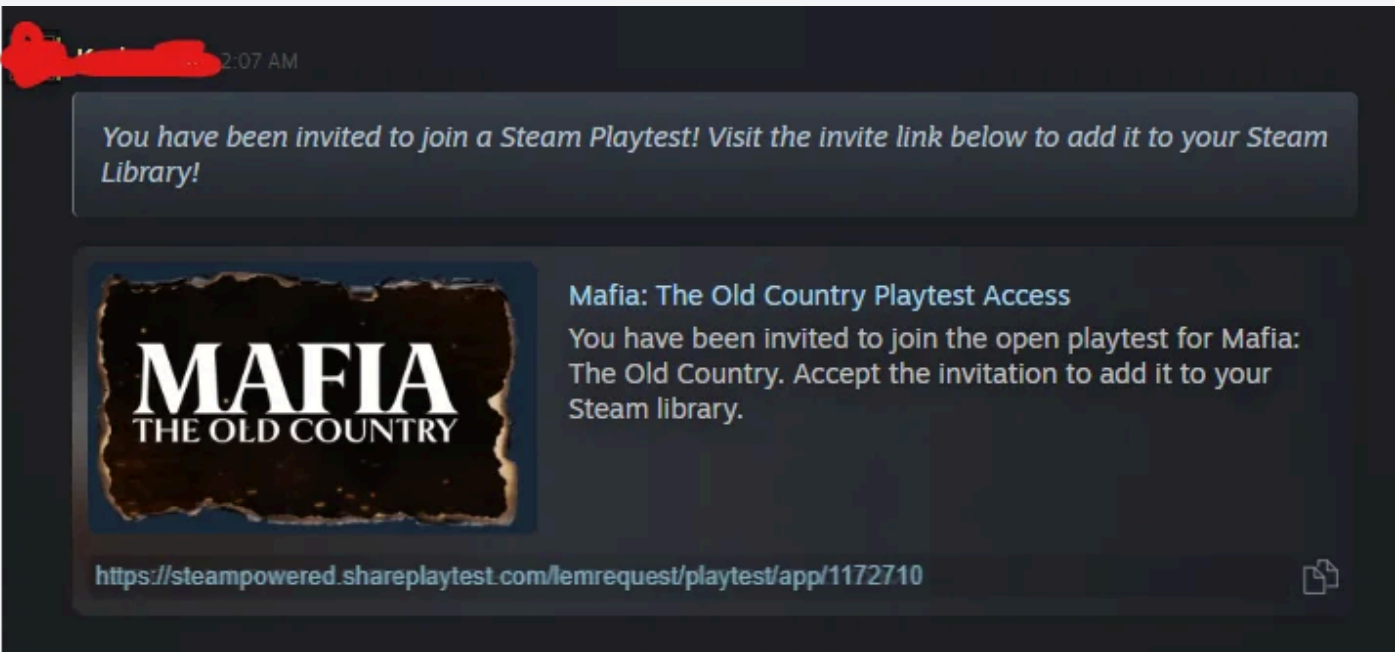 2:07 AM
You have been invited to join a Steam Playtest! Visit the invite link below to add it to your Steam
Library!
MAFIA
THE OLD COUNTRY
Mafia: The Old Country Playtest Access
You have been invited to join the open playtest for Mafia:
The Old Country. Accept the invitation to add it to your
Steam library.
https://steampowered.shareplaytest.com/lemrequest/playtest/app/1172710